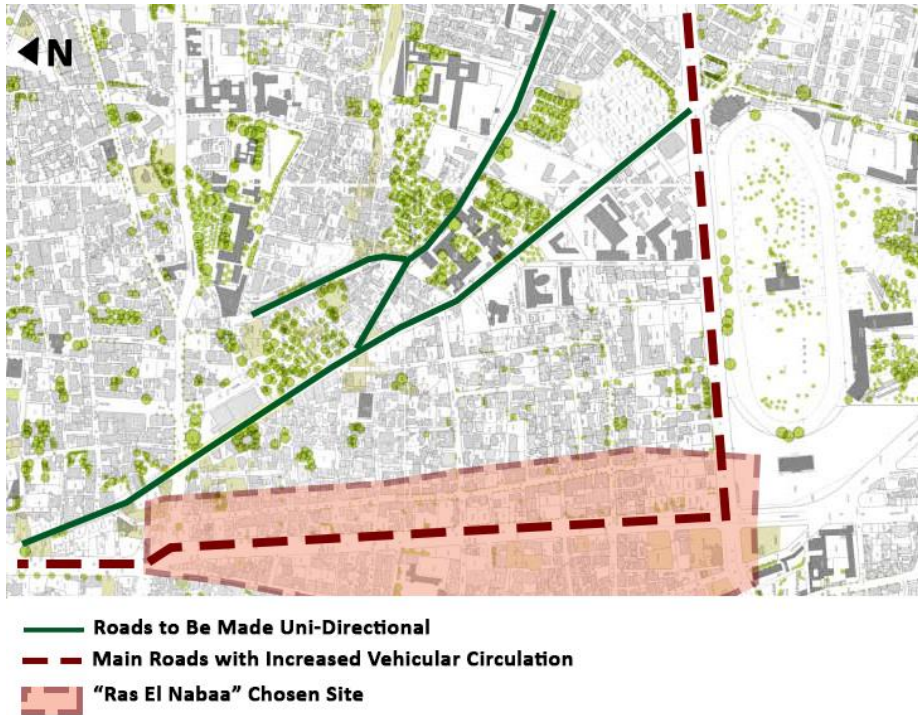 N
Roads to Be Made Uni-Directional
Main Roads with Increased Vehicular Circulation
“Ras El Nabaa” Chosen Site